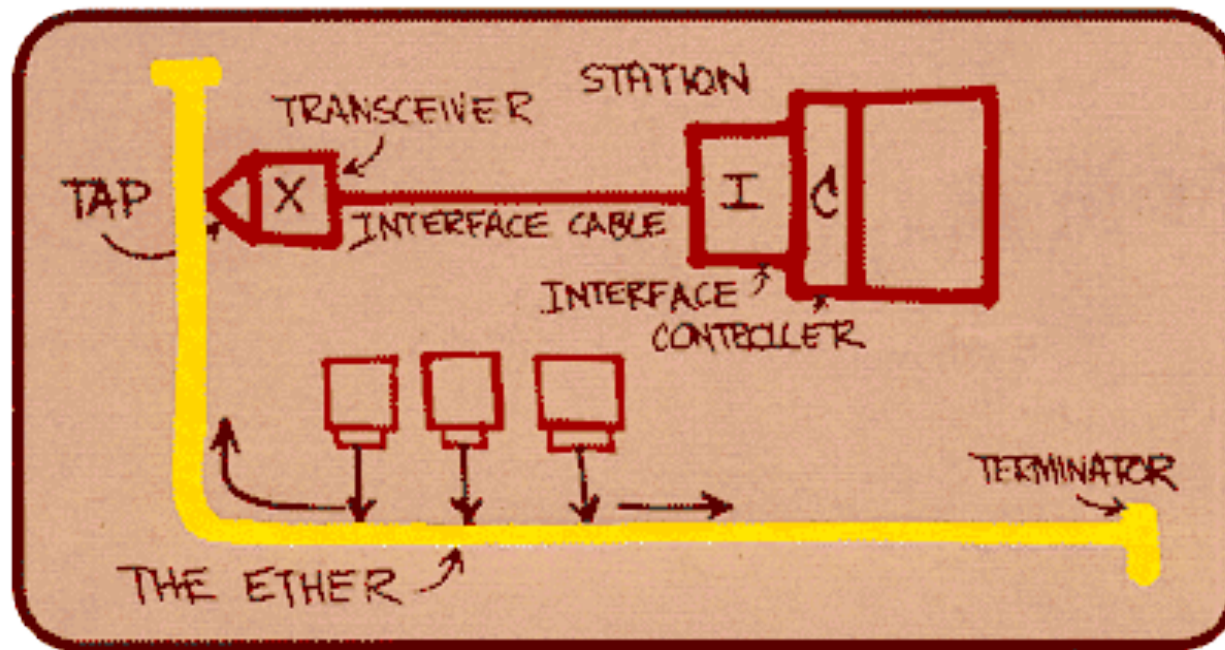 STATION
TRANSCEIVER
TAP
X
I
C
INTERFACE CABLE
INTERFACE
CONTROLLER
TERMINATOR
THE ETHER